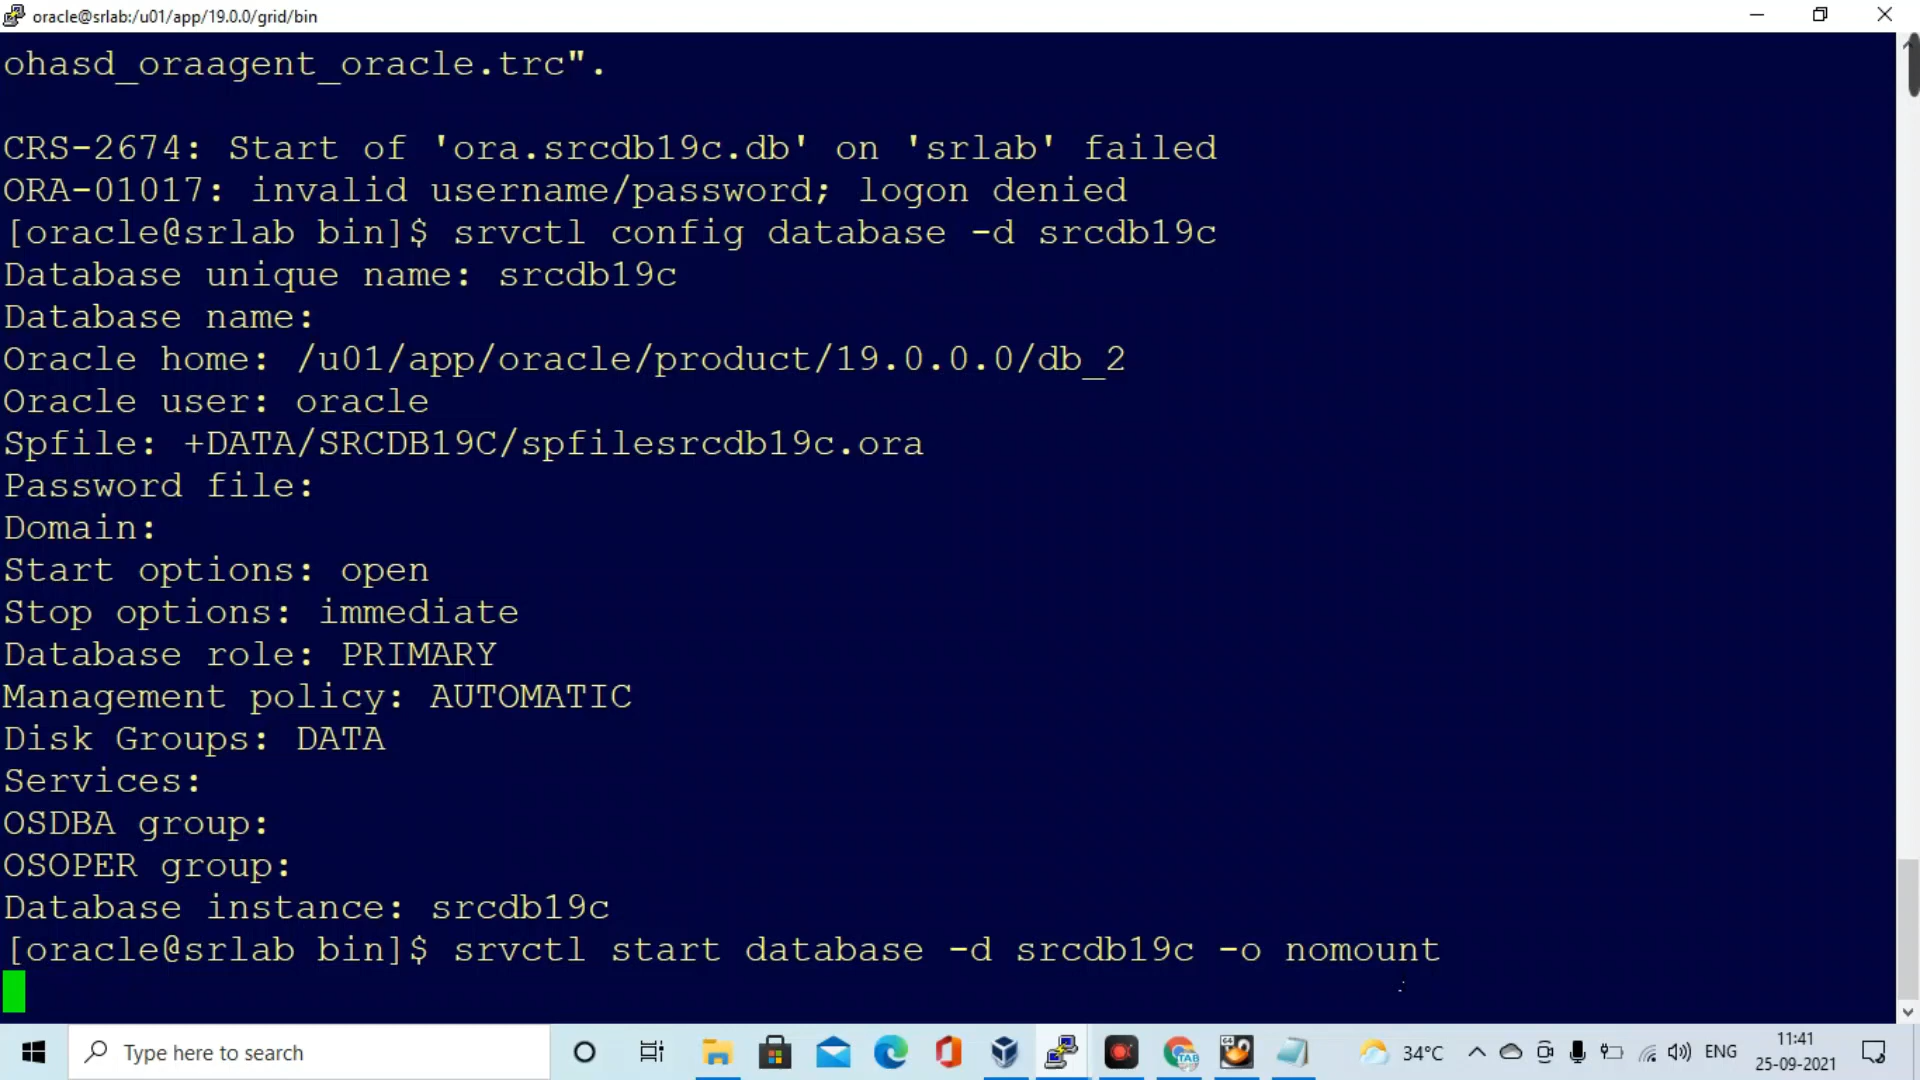 oracle@srlab:/u01/app/19.0.0/grid/bin
ohasd_oraagent_oracle.trc".
CRS-2674: Start of 'ora.srcdb19c.db' on 'srlab' failed
ORA-01017: invalid username/password; logon denied
[oracle@srlab bin]$ srvctl config database -d srcdb19c
Database unique name: srcdb19c
Database name:
Oracle home: /u01/app/oracle/product/19.0.0.0/db_2
Oracle user: oracle
Spfile: +DATA/SRCDB19C/spfilesrcdb19c.ora
Password file:
Domain:
Start options: open
Stop options: immediate
Database role: PRIMARY
Management policy: AUTOMATIC
Disk Groups: DATA
Services:
OSDBA group:
OSOPER group:
Database instance: srcdb19c
[oracle@srlab bin]$ srvctl start database -d srcdb19c -o nomount
Type here to search
TAB
64
34°C
ENG
11:41
25-09-2021